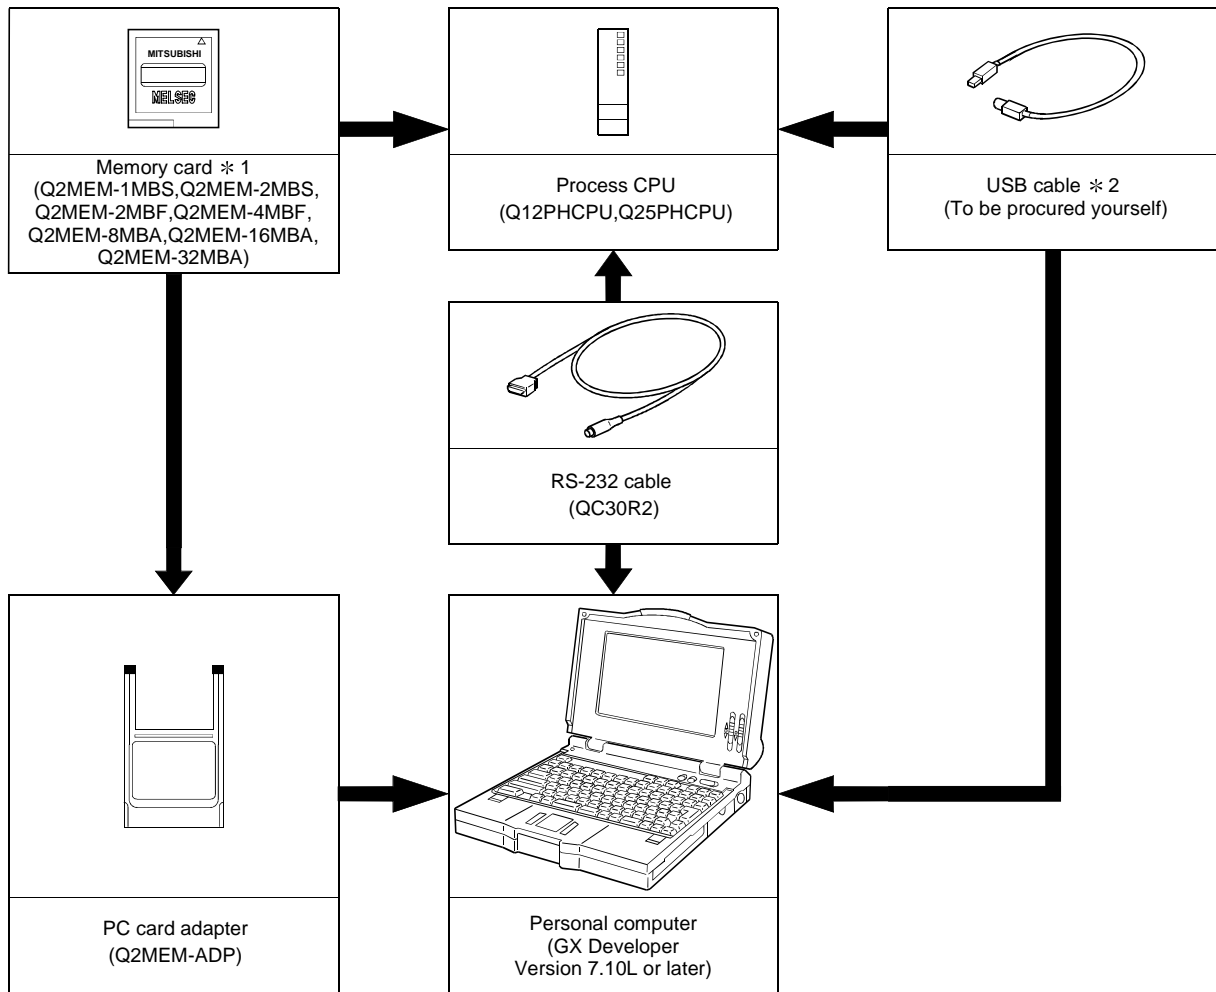 MITSUBISHI
MELSEC
Memory card ＊ 1
(Q2MEM-1MBS,Q2MEM-2MBS,
Q2MEM-2MBF,Q2MEM-4MBF,
Q2MEM-8MBA,Q2MEM-16MBA,
Q2MEM-32MBA)
Process CPU
(Q12PHCPU,Q25PHCPU)
USB cable ＊ 2
(To be procured yourself)
RS-232 cable
(QC30R2)
PC card adapter
(Q2MEM-ADP)
Personal computer
(GX Developer
Version 7.10L or later)